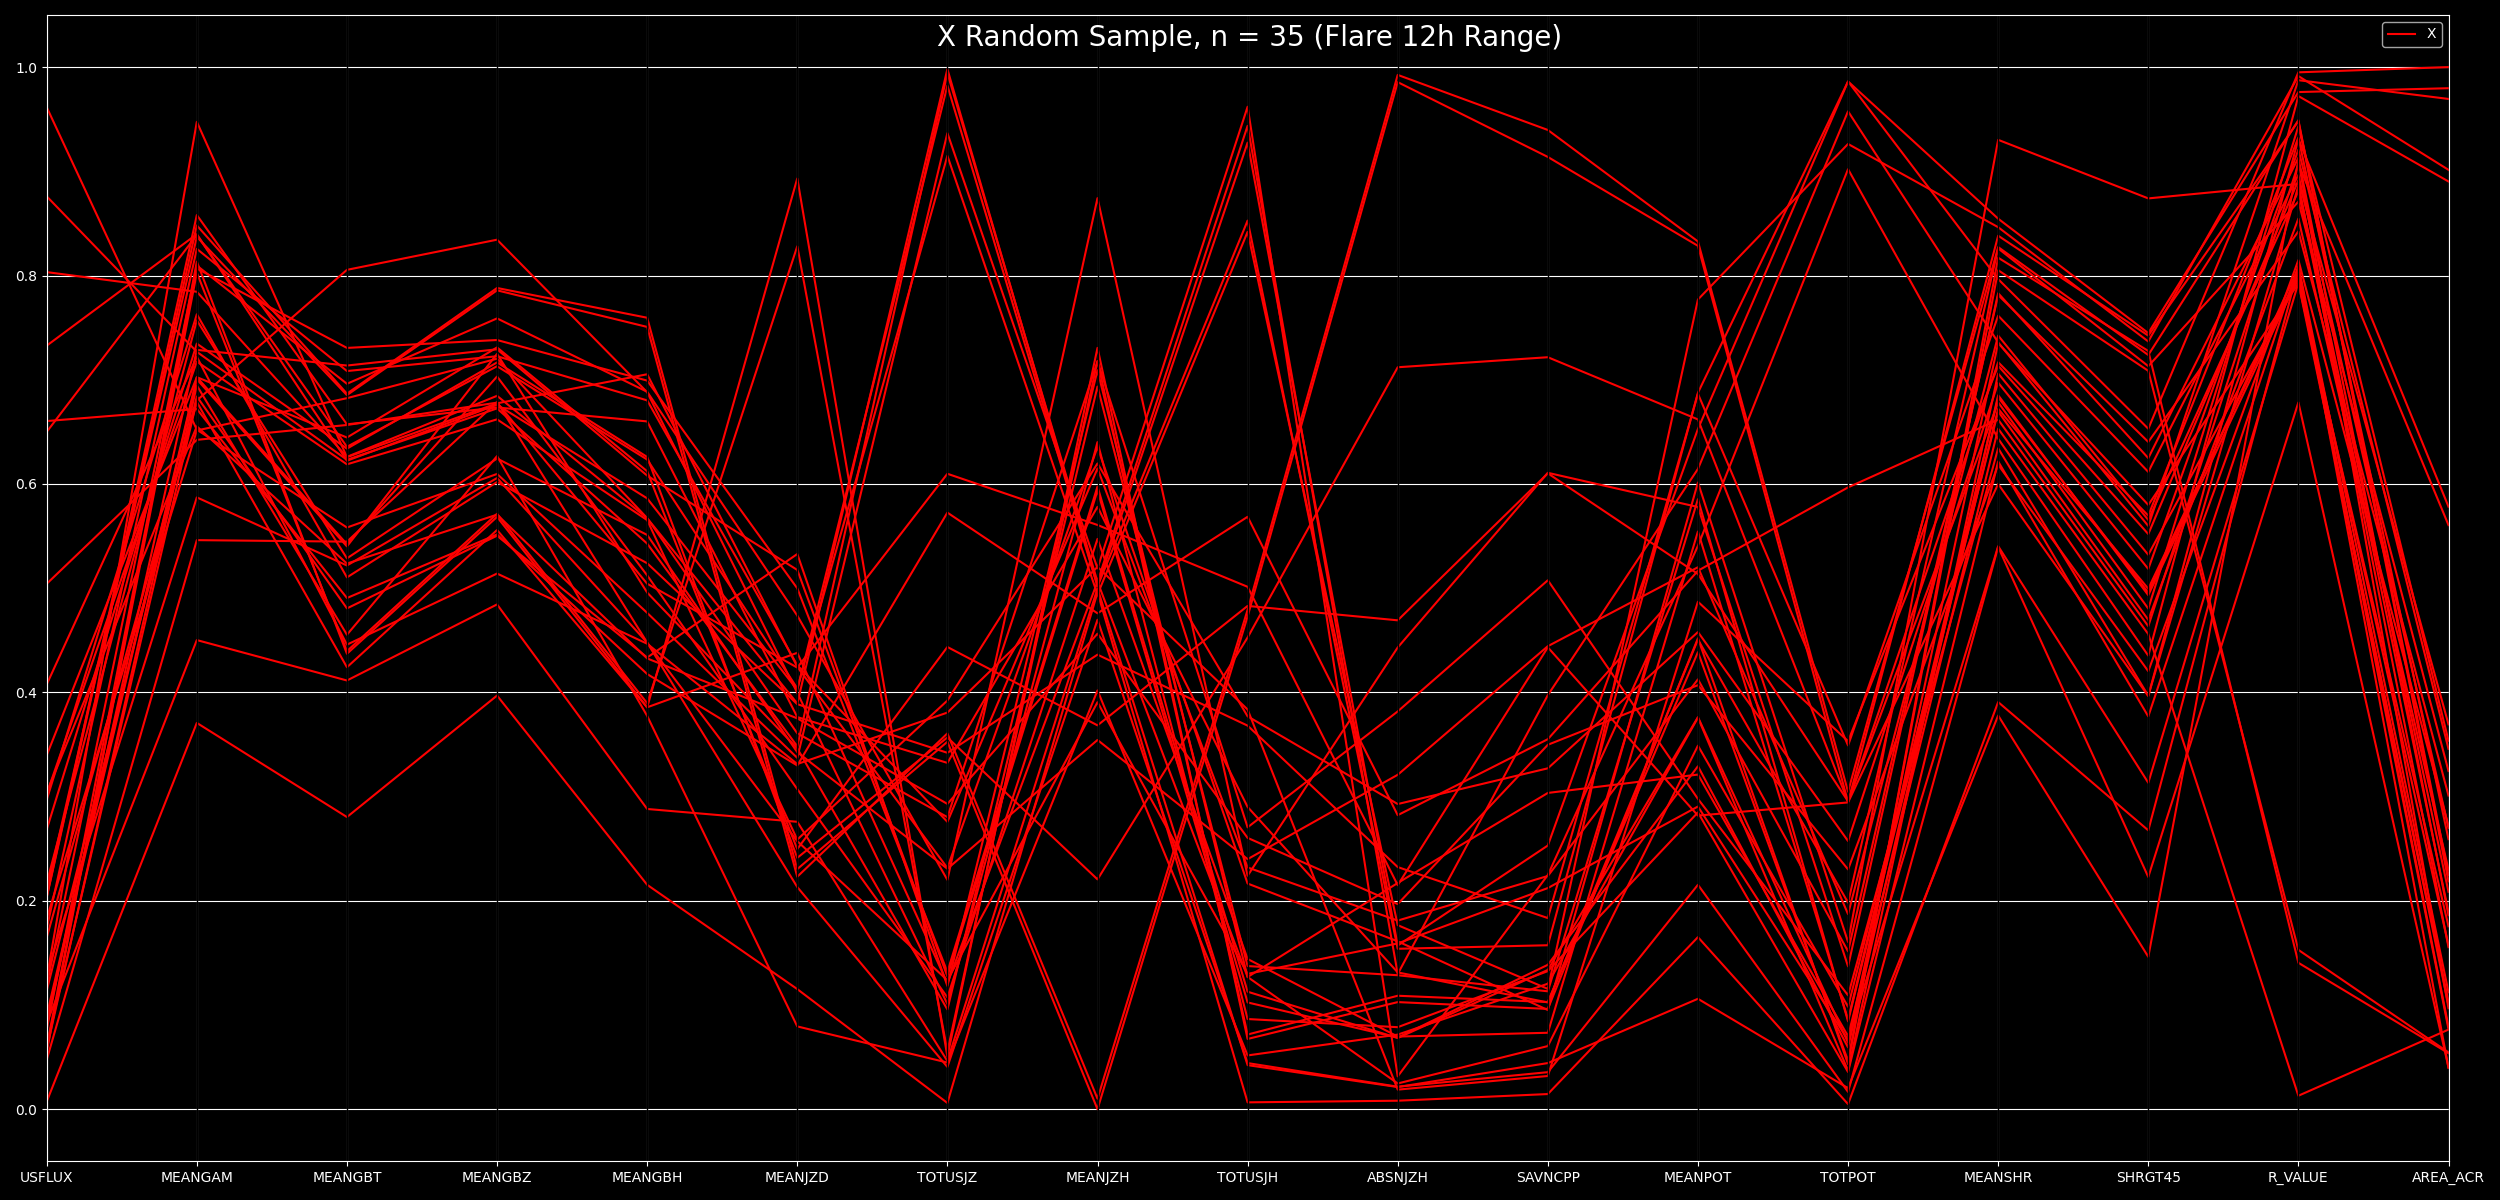 X Random Sample, n = 35 (Flare 12h Range)
X
1.0
0.8
0.6
0.4
0.2
0.0
USFLUX MEANGAM MEANGBT MEANGBZ MEANGBH MEANJZD TOTUSJZ MEANJZH TOTUSJH ABSNJZH SAVNCPP MEANPOT TOTPOT MEANSHR SHRGT45 R_VALUE AREA_ACR